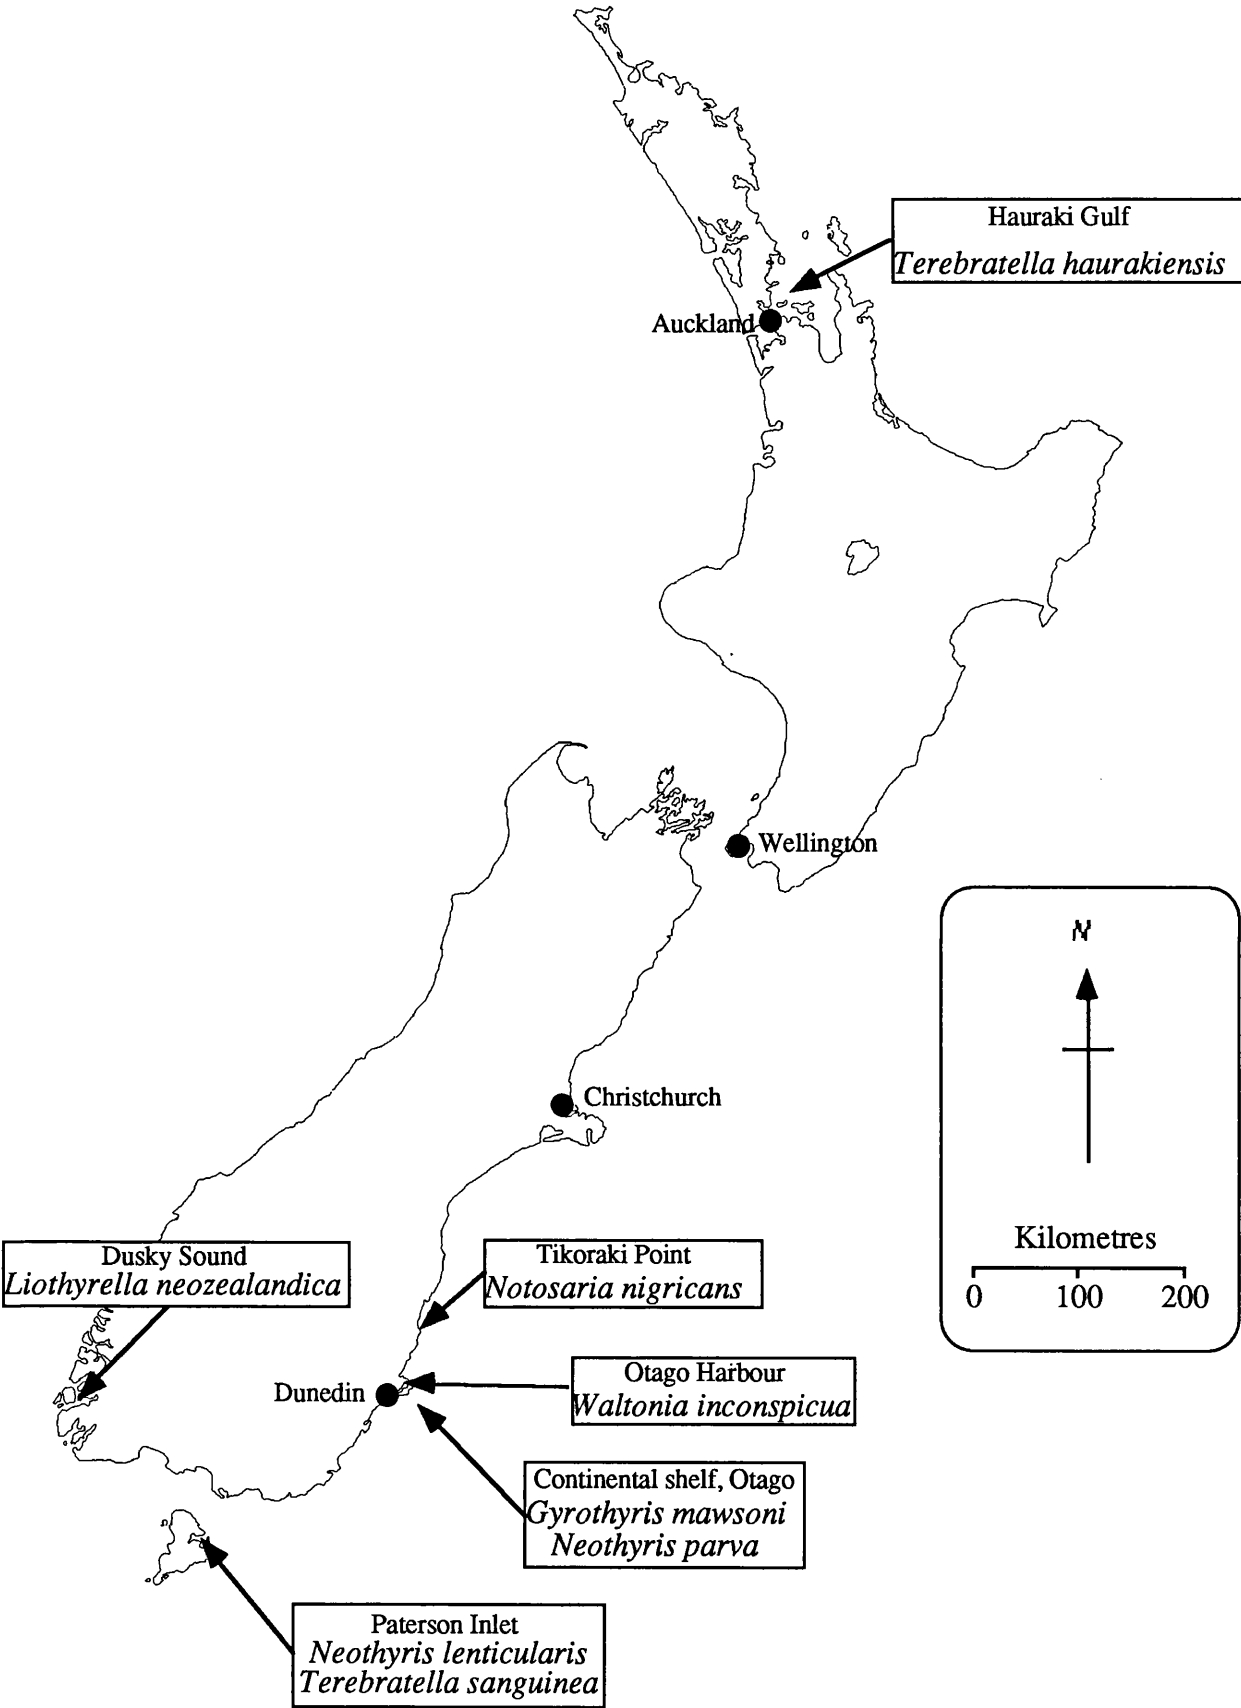 Hauraki Gulf
Terebratella haurakiensis
Auckland
Wellington
N
Christchurch
Kilometres
0 100 200
Dusky Sound
Liothyrella neozealandica
Tikoraki Point
Notosaria nigricans
Otago Harbour
Waltonia inconspicua
Dunedin
Continental shelf, Otago
Gyrothyris mawsoni
Neothyris parva
Paterson Inlet
Neothyris lenticularis
Terebratella sanguinea